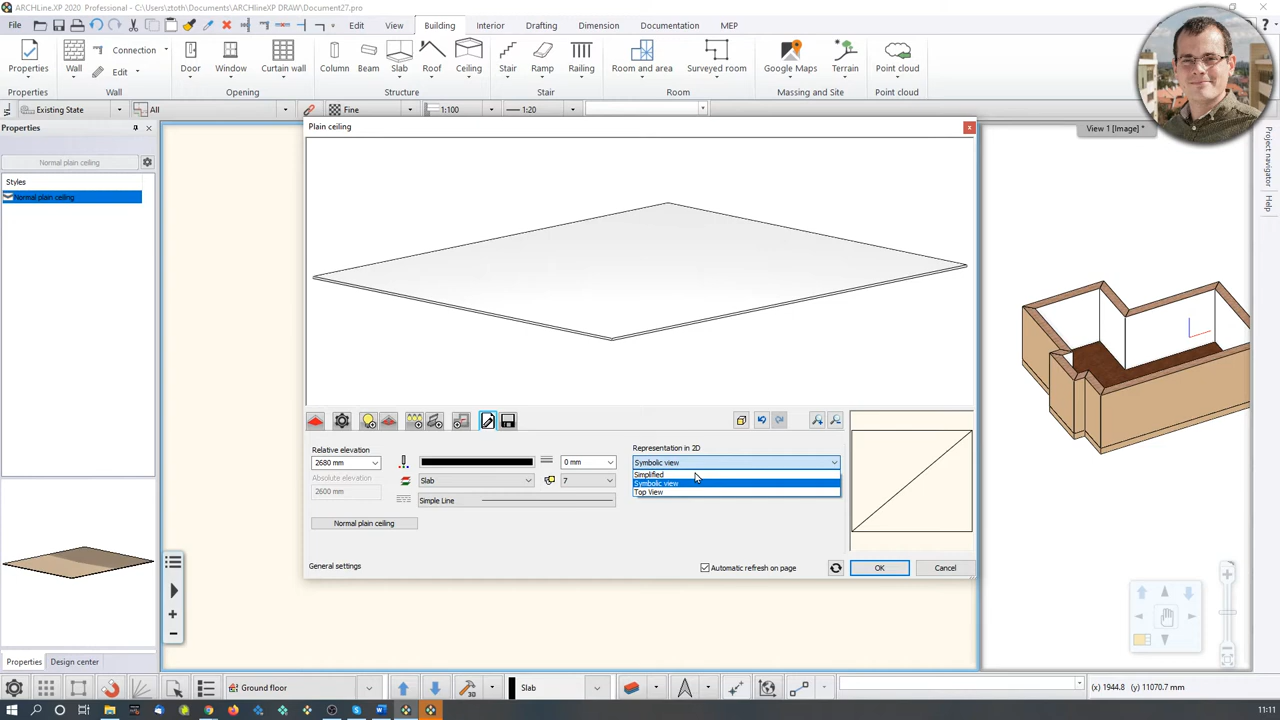 ARCHLine.XP 2020 Professional - C:\Users\ztoth\Documents\ARCHlineXP DRAW\Document27.pro
File
Edit
View
Building
Interior
Drafting
Dimension
Documentation
MEP
Properties
Wall
Connection
Edit
Door
Window
Curtain wall
Column
Beam
Slab
Roof
Ceiling
Stair
Ramp
Railing
Room and area
Surveyed room
Google Maps
Terrain
Point cloud
Properties
Wall
Opening
Structure
Room
Massing and Site
Point cloud
Existing State
All
Fine
1:100
1:20
Properties
Normal plain ceiling
Styles
Normal plain ceiling
Plain ceiling
View 1 [Image] *
Project navigator
Help
Relative elevation
2680 mm
Absolute elevation
2600 mm
0 mm
Slab
7
Simple Line
Normal plain ceiling
Representation in 2D
Symbolic view
Simplified
Symbolic view
Top View
General settings
Automatic refresh on page
OK
Cancel
Properties
Design center
Ground floor
Slab
(x) 1944.8 (y) 11070.7 mm
11:11